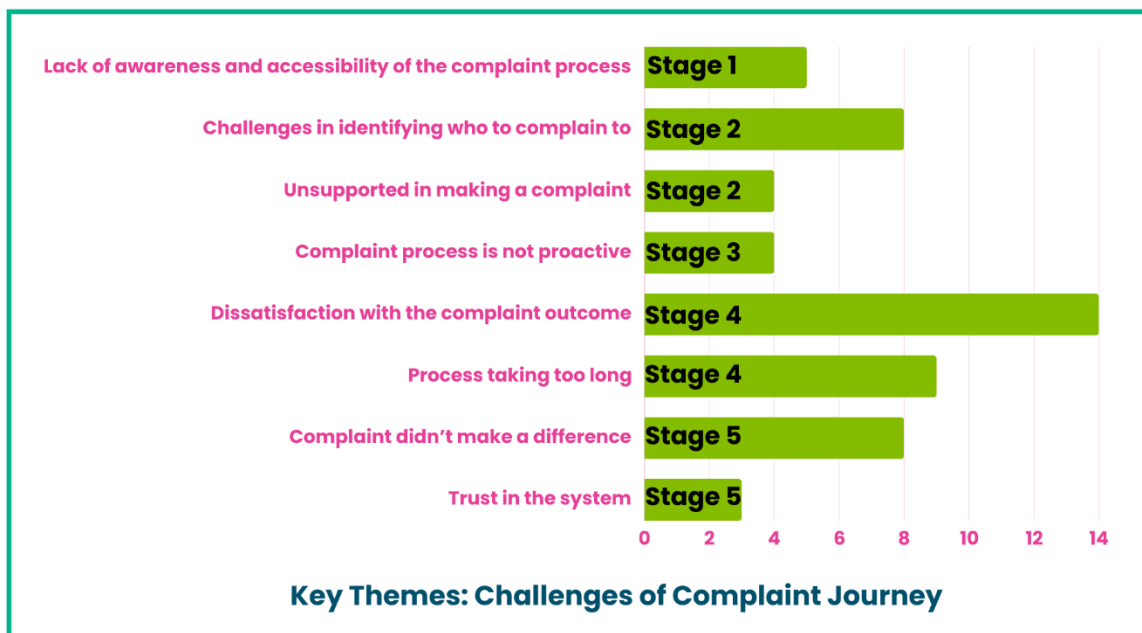 Lack of awareness and accessibility of the complaint process Stage 1
Challenges in identifying who to complain to Stage 2
Unsupported in making a complaint Stage 2
Complaint process is not proactive Stage 3
Dissatisfaction with the complaint outcome Stage 4
Process taking too long Stage 4
Complaint didn’t make a difference Stage 5
Trust in the system Stage 5
0 2 4 6 8 10 12 14
Key Themes: Challenges of Complaint Journey